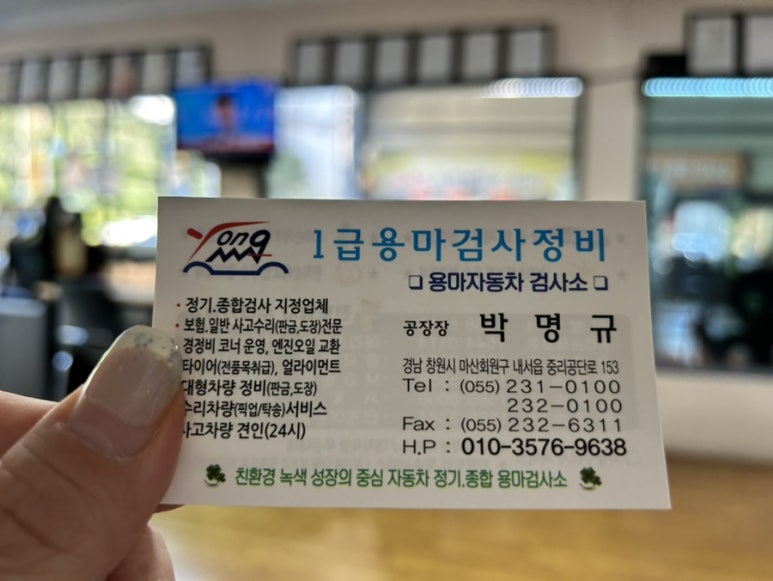 Yong
1급용마검사정비
❏ 용마자동차 검사소 ❏
• 정기.종합검사 지정업체
• 보험,일반 사고수리(판금,도장)전문
경정비 코너 운영, 엔진오일 교환
타이어(전품목취급), 얼라이먼트
대형차량 정비(판금,도장)
수리차량(픽업/탁송)서비스
사고차량 견인(24시)
공장장 박명규
경남 창원시 마산회원구 내서읍 중리공단로 153
Tel : (055) 231-0100
232-0100
Fax : (055) 232-6311
H.P : 010-3576-9638
친환경 녹색 성장의 중심 자동차 정기.종합 용마검사소